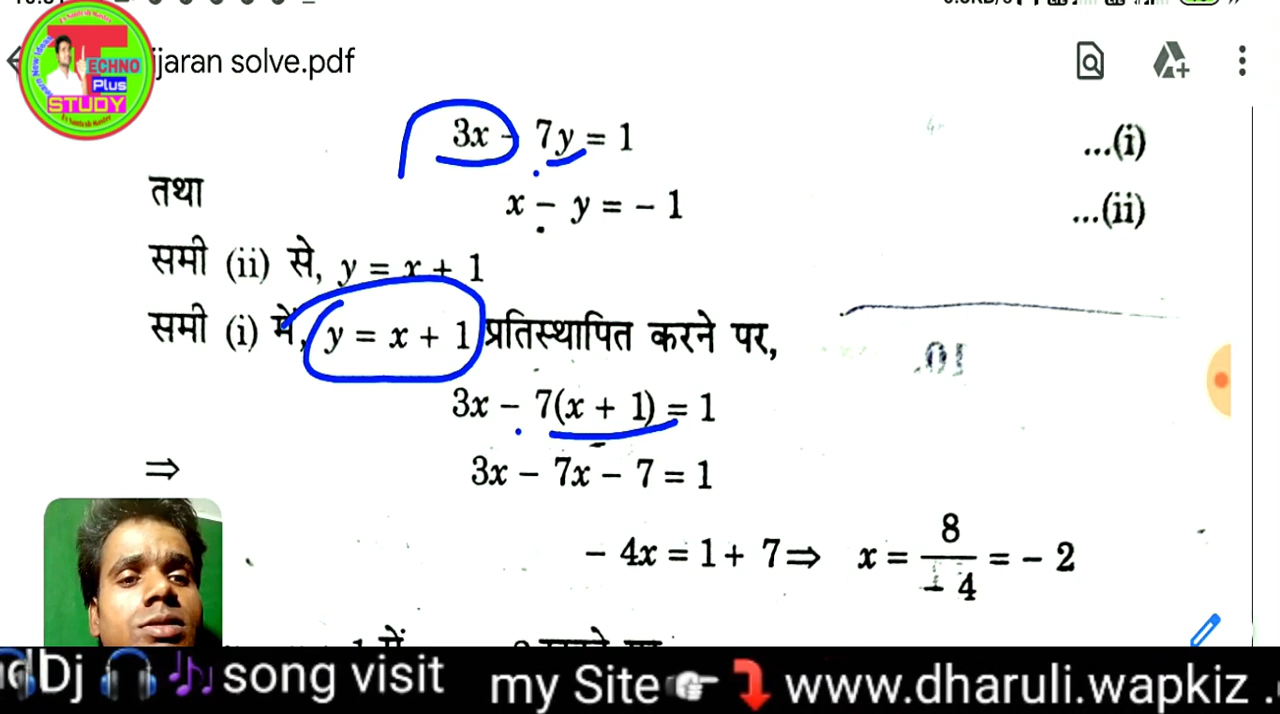 TECHNO
Plus
STUDY
ijaran solve.pdf
3x - 7y = 1 ...(i)
तथा
x - y = - 1 ...(ii)
समी (ii) से, y = x + 1
समी (i) में, y = x + 1 प्रतिस्थापित करने पर,
3x - 7(x + 1) = 1
⇒ 3x - 7x - 7 = 1
- 4x = 1 + 7 ⇒ x = 8/-4 = - 2
Dj 🎧🎶 song visit my Site 👉 ⤵ www.dharuli.wapkiz .